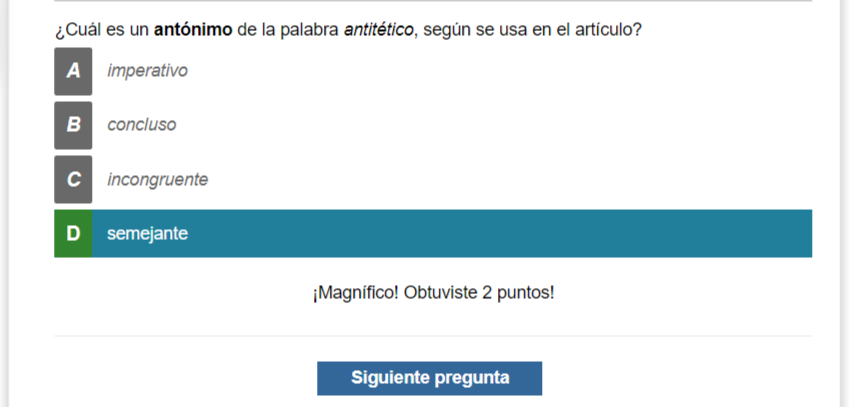 ¿Cuál es un antónimo de la palabra antitético, según se usa en el artículo?
A imperativo
B concluso
C incongruente
D semejante
¡Magnífico! Obtuviste 2 puntos!
Siguiente pregunta